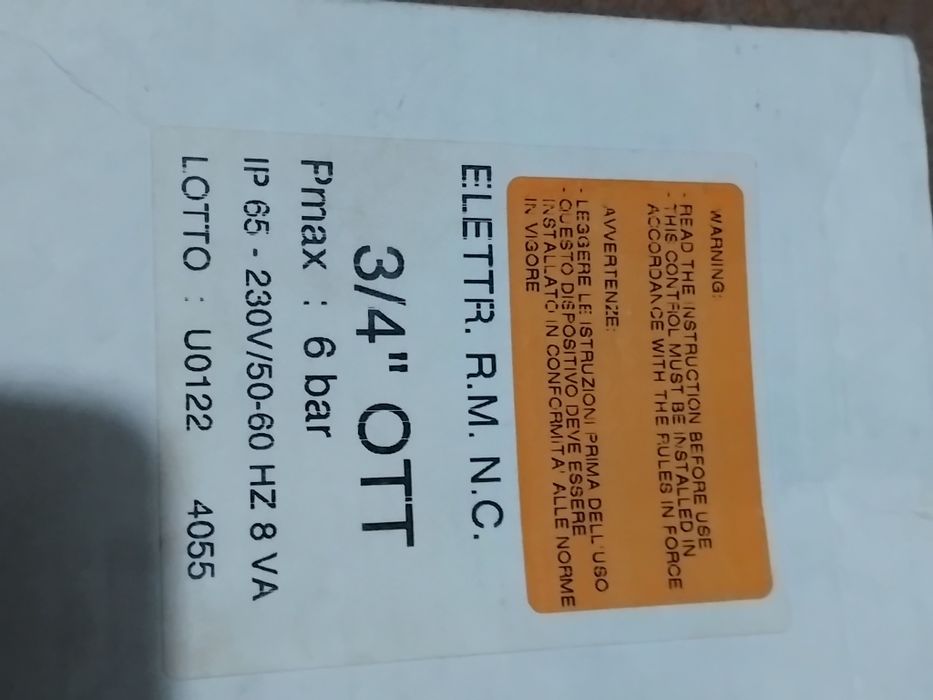 WARNING:
- READ THE INSTRUCTION BEFORE USE
- THIS CONTROL MUST BE INSTALLED IN
ACCORDANCE WITH THE RULES IN FORCE
AVVERTENZE:
- LEGGERE LE ISTRUZIONI PRIMA DELL'USO
- QUESTO DISPOSITIVO DEVE ESSERE
INSTALLATO IN CONFORMITA' ALLE NORME
IN VIGORE
ELETTR. R.M. N.C.
3/4" OTT
Pmax : 6 bar
IP 65 - 230V/50-60 HZ 8 VA
LOTTO : U0122 4055